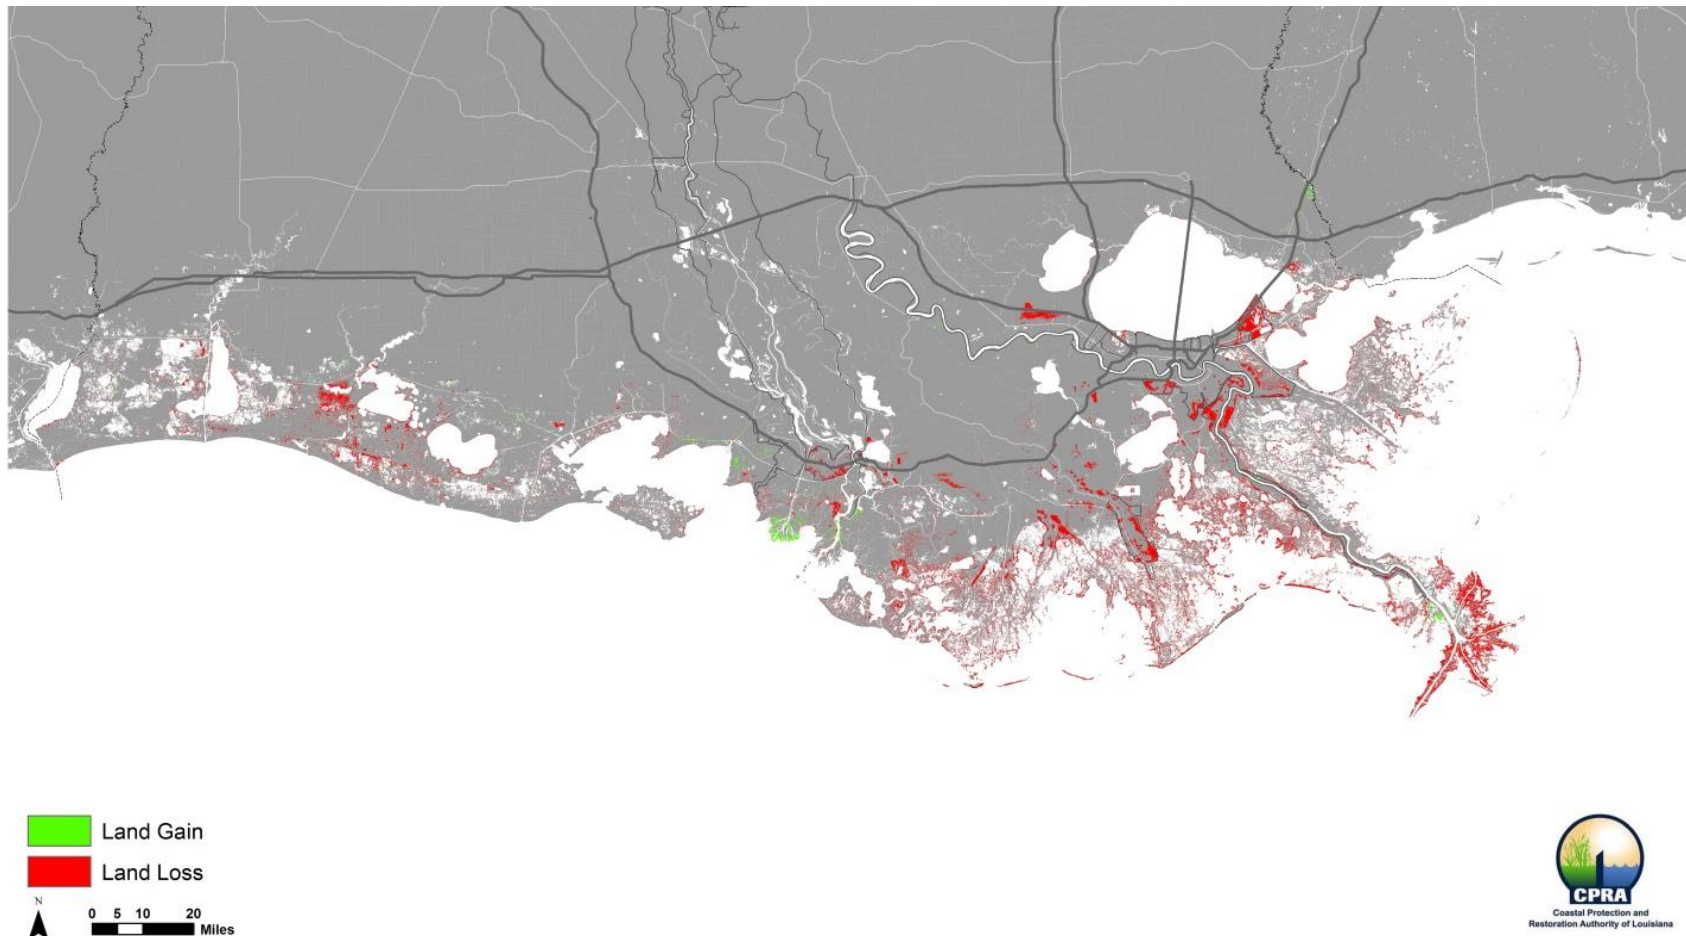 Land Gain
Land Loss
N
0 5 10 20
Miles
CPRA
Coastal Protection and
Restoration Authority of Louisiana